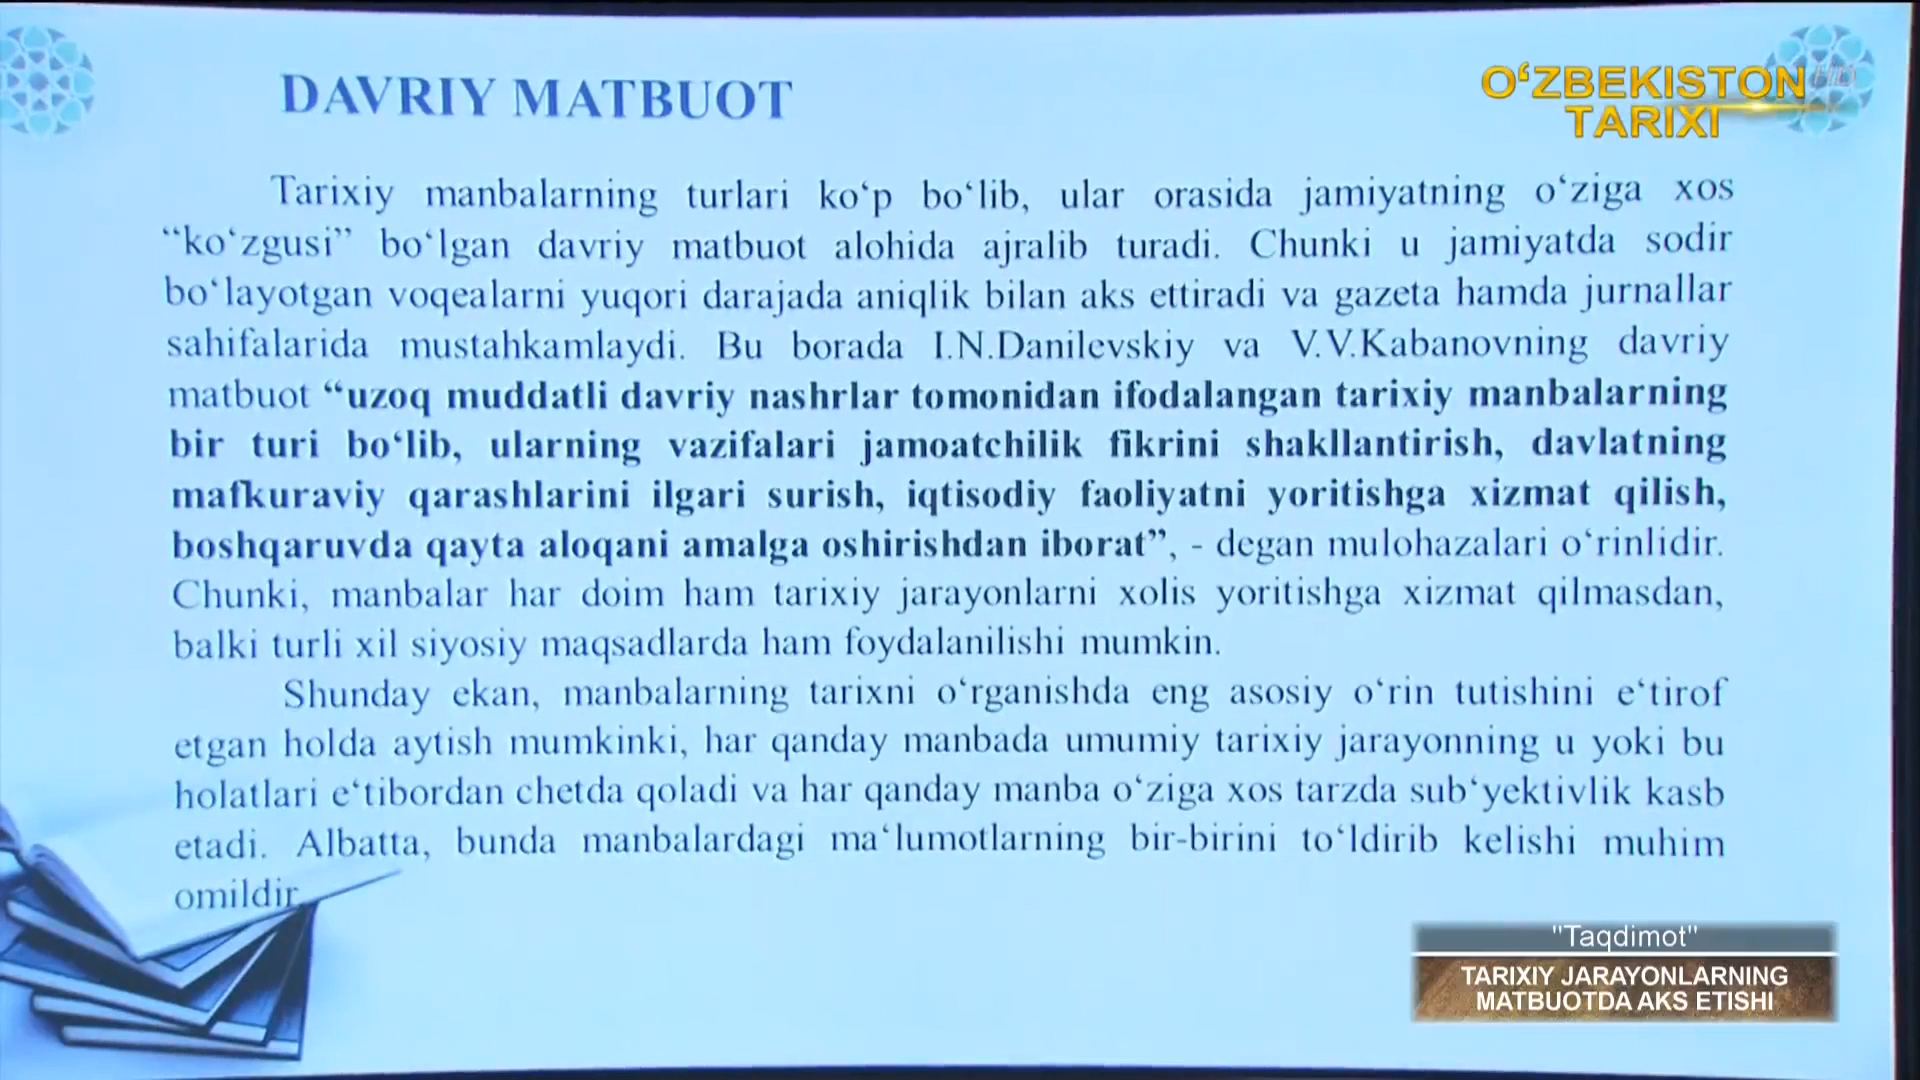 DAVRIY MATBUOT
O‘ZBEKISTON
TARIXI
Tarixiy manbalarning turlari ko‘p bo‘lib, ular orasida jamiyatning o‘ziga xos
“ko‘zgusi” bo‘lgan davriy matbuot alohida ajralib turadi. Chunki u jamiyatda sodir
bo‘layotgan voqealarni yuqori darajada aniqlik bilan aks ettiradi va gazeta hamda jurnallar
sahifalarida mustahkamlaydi. Bu borada I.N.Danilevskiy va V.V.Kabanovning davriy
matbuot “uzoq muddatli davriy nashrlar tomonidan ifodalangan tarixiy manbalarning
bir turi bo‘lib, ularning vazifalari jamoatchilik fikrini shakllantirish, davlatning
mafkuraviy qarashlarini ilgari surish, iqtisodiy faoliyatni yoritishga xizmat qilish,
boshqaruvda qayta aloqani amalga oshirishdan iborat”, - degan mulohazalari o‘rinlidir.
Chunki, manbalar har doim ham tarixiy jarayonlarni xolis yoritishga xizmat qilmasdan,
balki turli xil siyosiy maqsadlarda ham foydalanilishi mumkin.
Shunday ekan, manbalarning tarixni o‘rganishda eng asosiy o‘rin tutishini e‘tirof
etgan holda aytish mumkinki, har qanday manbada umumiy tarixiy jarayonning u yoki bu
holatlari e‘tibordan chetda qoladi va har qanday manba o‘ziga xos tarzda sub‘yektivlik kasb
etadi. Albatta, bunda manbalardagi ma‘lumotlarning bir-birini to‘ldirib kelishi muhim
omildir.
"Taqdimot"
TARIXIY JARAYONLARNING
MATBUOTDA AKS ETISHI